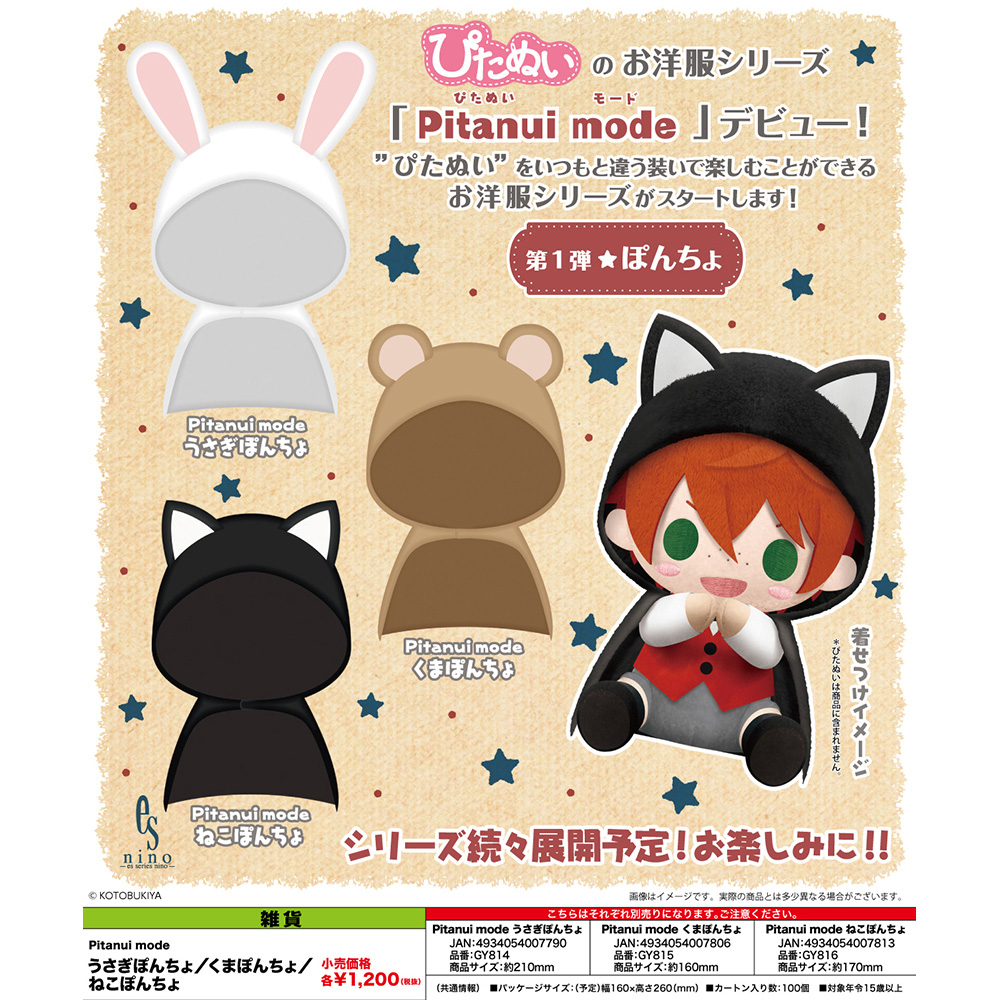 ぴたぬい の お洋服シリーズ
ぴたぬい モード
「 Pitanui mode 」デビュー！
”ぴたぬい”をいつもと違う装いで楽しむことができる
お洋服シリーズがスタートします！
第1弾★ぽんちょ
Pitanui mode
うさぎぽんちょ
Pitanui mode
くまぽんちょ
Pitanui mode
ねこぽんちょ
着せつけイメージ
＊ぴたぬいは商品に含まれません。
es
nino
- es series nino -
シリーズ続々展開予定！お楽しみに!!
© KOTOBUKIYA
画像はイメージです。実際の商品とは多少異なる場合がございます。
雑貨
Pitanui mode
うさぎぽんちょ／くまぽんちょ／
ねこぽんちょ
小売価格
各¥1,200(税抜)
こちらはそれぞれ別売りになります。ご注意ください。
Pitanui mode うさぎぽんちょ
JAN:4934054007790
品番:GY814
商品サイズ:約210mm
Pitanui mode くまぽんちょ
JAN:4934054007806
品番:GY815
商品サイズ:約160mm
Pitanui mode ねこぽんちょ
JAN:4934054007813
品番:GY816
商品サイズ:約170mm
(共通情報) ■パッケージサイズ:(予定)幅160×高さ260(mm) ■カートン入り数:100個 ■対象年令15歳以上